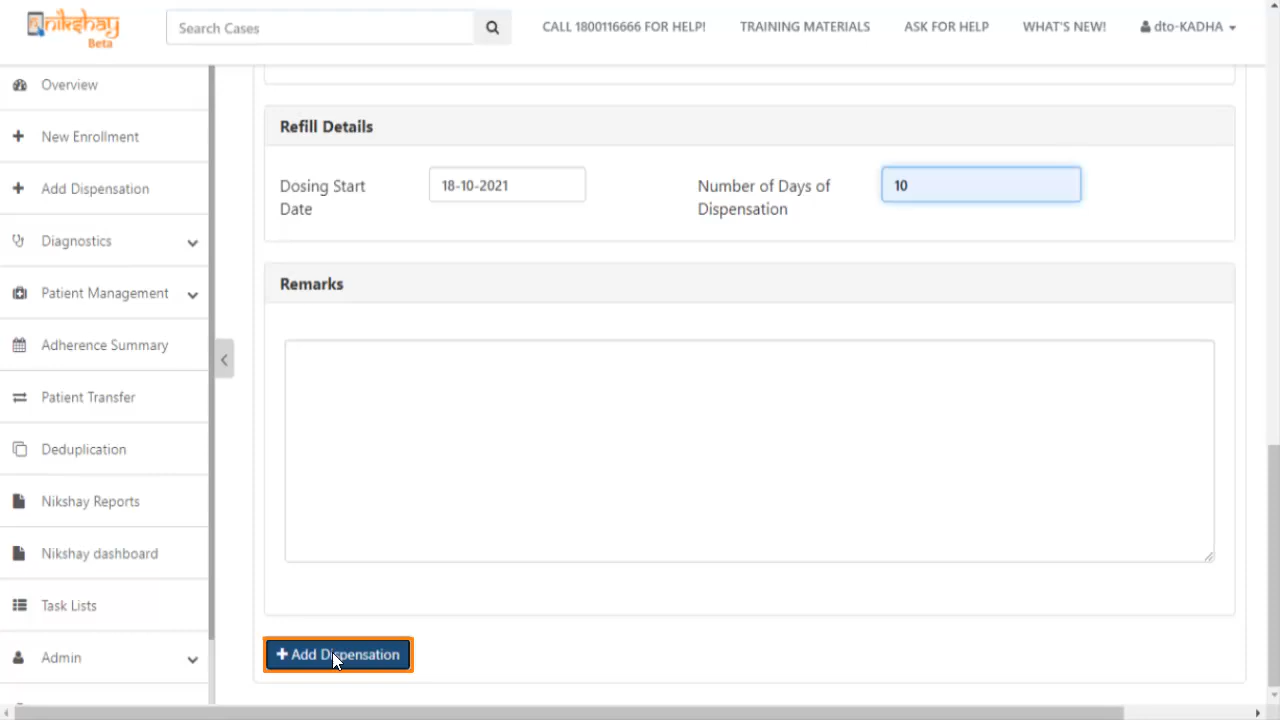 nikshay
Beta
Search Cases
CALL 1800116666 FOR HELP!
TRAINING MATERIALS
ASK FOR HELP
WHAT'S NEW!
dto-KADHA
Overview
New Enrollment
Add Dispensation
Diagnostics
Patient Management
Adherence Summary
Patient Transfer
Deduplication
Nikshay Reports
Nikshay dashboard
Task Lists
Admin
Refill Details
Dosing Start
Date
18-10-2021
Number of Days of
Dispensation
10
Remarks
Add Dispensation